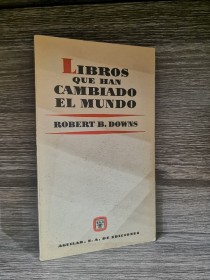 LIBROS
QUE HAN
CAMBIADO
EL MUNDO
ROBERT B. DOWNS
AGUILAR, S. A. DE EDICIONES